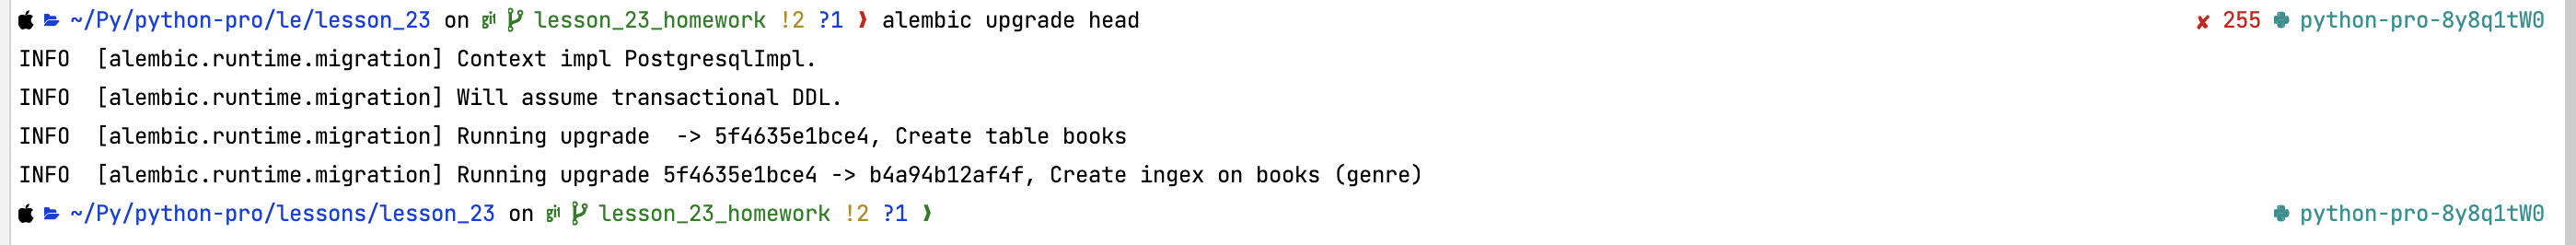 ~/Py/python-pro/le/lesson_23 on git lesson_23_homework !2 ?1 ❯ alembic upgrade head ✘ 255 python-pro-8y8q1tW0
INFO  [alembic.runtime.migration] Context impl PostgresqlImpl.
INFO  [alembic.runtime.migration] Will assume transactional DDL.
INFO  [alembic.runtime.migration] Running upgrade  -> 5f4635e1bce4, Create table books
INFO  [alembic.runtime.migration] Running upgrade 5f4635e1bce4 -> b4a94b12af4f, Create ingex on books (genre)
~/Py/python-pro/lessons/lesson_23 on git lesson_23_homework !2 ?1 ❯ python-pro-8y8q1tW0